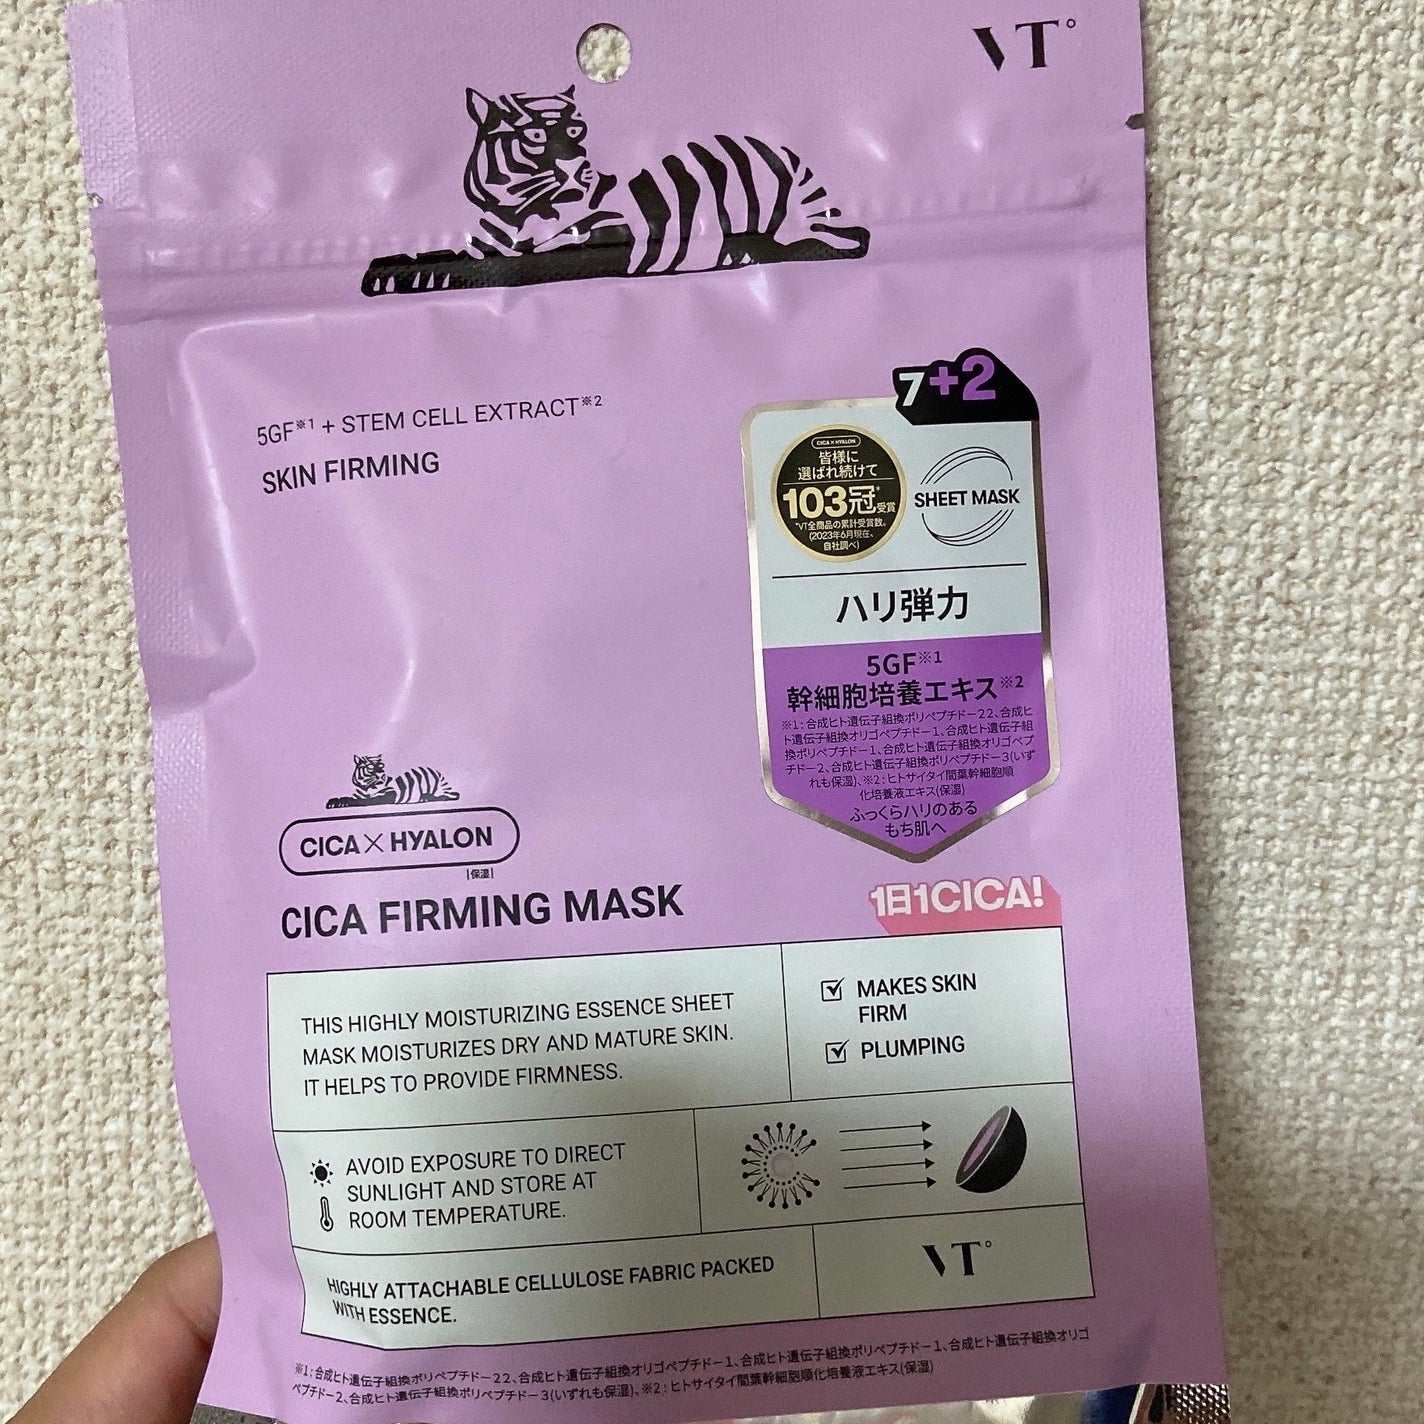 VT°
5GF※1 + STEM CELL EXTRACT※2
SKIN FIRMING
7+2
CICA × HYALON
皆様に
選ばれ続けて
103冠*受賞
*VT全商品の累計受賞数。
(2023年6月現在、
自社調べ)
SHEET MASK
ハリ弾力
5GF※1
幹細胞培養エキス※2
※1:合成ヒト遺伝子組換ポリペプチドー22、合成ヒ
ト遺伝子組換オリゴペプチドー1、合成ヒト遺伝子組
換ポリペプチドー1、合成ヒト遺伝子組換オリゴペプ
チドー2、合成ヒト遺伝子組換ポリペプチドー3(いず
れも保湿)、※2:ヒトサイタイ間葉幹細胞順
化培養液エキス(保湿)
ふっくらハリのある
もち肌へ
CICA×HYALON
|保湿|
CICA FIRMING MASK
1日1CICA!
THIS HIGHLY MOISTURIZING ESSENCE SHEET
MASK MOISTURIZES DRY AND MATURE SKIN.
IT HELPS TO PROVIDE FIRMNESS.
MAKES SKIN
FIRM
PLUMPING
AVOID EXPOSURE TO DIRECT
SUNLIGHT AND STORE AT
ROOM TEMPERATURE.
HIGHLY ATTACHABLE CELLULOSE FABRIC PACKED
WITH ESSENCE.
VT°
※1:合成ヒト遺伝子組換ポリペプチドー22、合成ヒト遺伝子組換オリゴペプチドー1、合成ヒト遺伝子組換ポリペプチドー1、合成ヒト遺伝子組換オリゴ
ペプチドー2、合成ヒト遺伝子組換ポリペプチドー3(いずれも保湿)、※2:ヒトサイタイ間葉幹細胞順化培養液エキス(保湿)